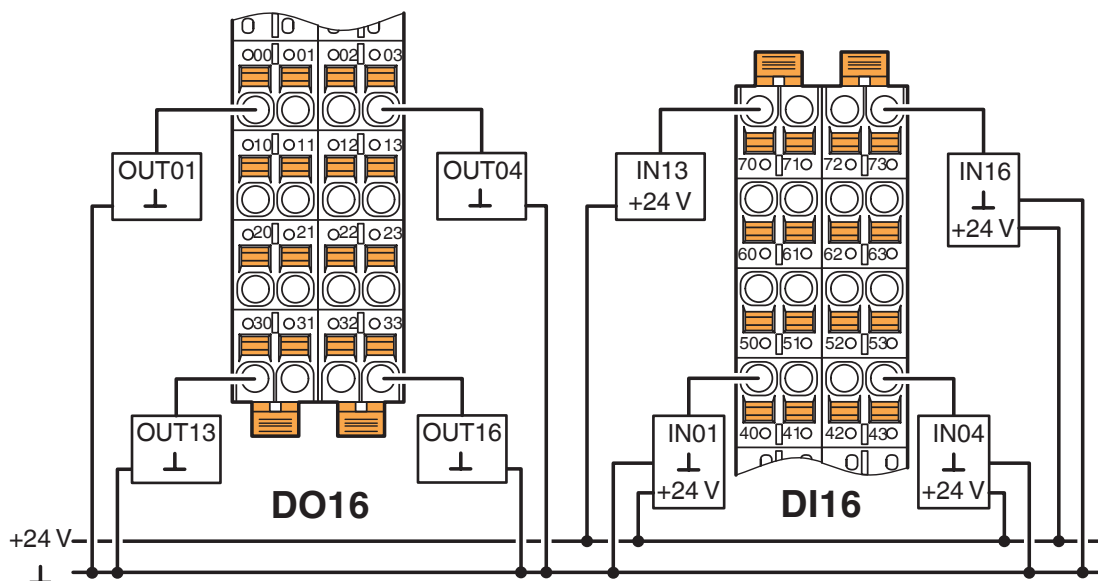 00 01 02 03
10 11 12 13
20 21 22 23
30 31 32 33
OUT01
⊥
OUT04
⊥
OUT13
⊥
OUT16
⊥
DO16
70 71 72 73
60 61 62 63
50 51 52 53
40 41 42 43
IN13
+24 V
IN16
⊥
+24 V
IN01
⊥
+24 V
IN04
⊥
+24 V
DI16
+24 V
⊥